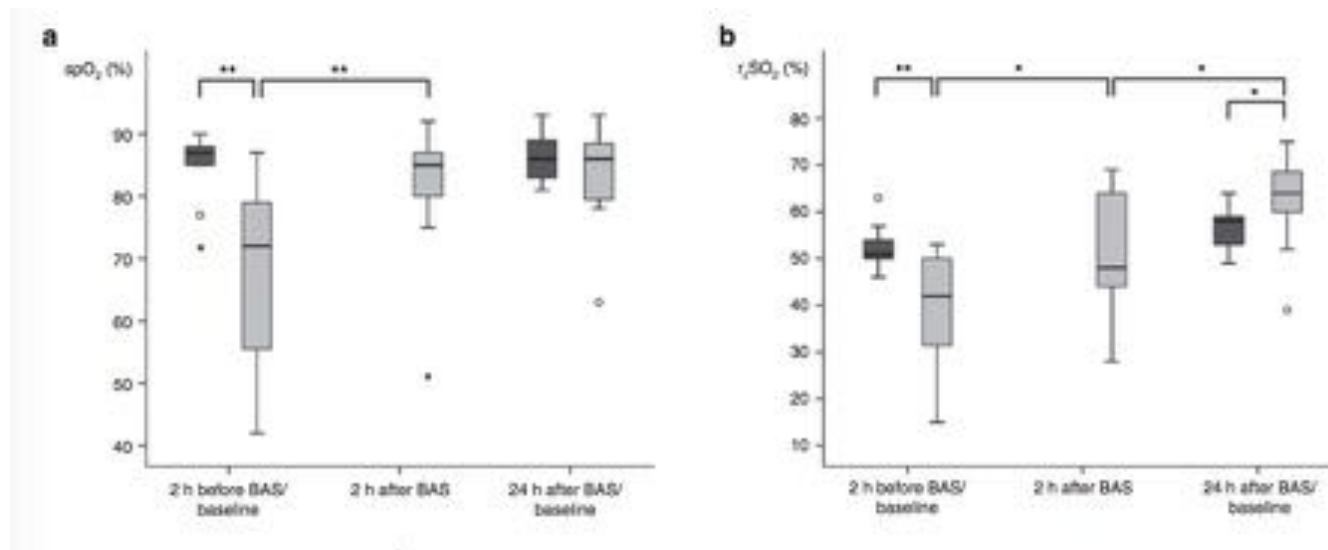 a
spO₂ (%)
** **
90
80
70
60
50
40
2 h before BAS/
baseline
2 h after BAS
24 h after BAS/
baseline
b
rcSO₂ (%)
** * *
*
80
70
60
50
40
30
20
10
2 h before BAS/
baseline
2 h after BAS
24 h after BAS/
baseline